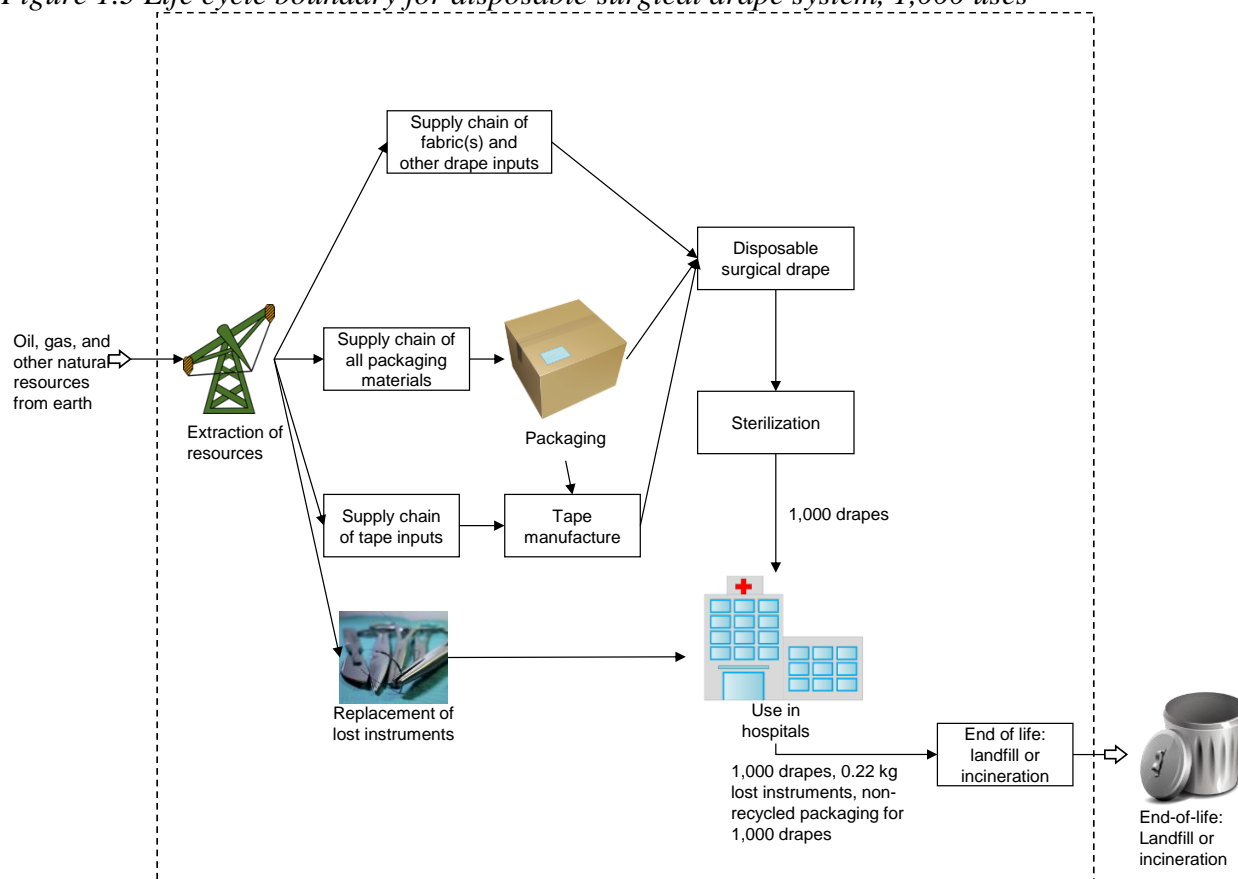 Figure 1.3 Life cycle boundary for disposable surgical drape system, 1,000 uses
Supply chain of
fabric(s) and
other drape inputs
Disposable
surgical drape
Oil, gas, and
other natural
resources
from earth
Extraction of
resources
Supply chain of
all packaging
materials
Packaging
Sterilization
Supply chain
of tape inputs
Tape
manufacture
1,000 drapes
Replacement of
lost instruments
Use in
hospitals
1,000 drapes, 0.22 kg
lost instruments, non-
recycled packaging for
1,000 drapes
End of life:
landfill or
incineration
End-of-life:
Landfill or
incineration